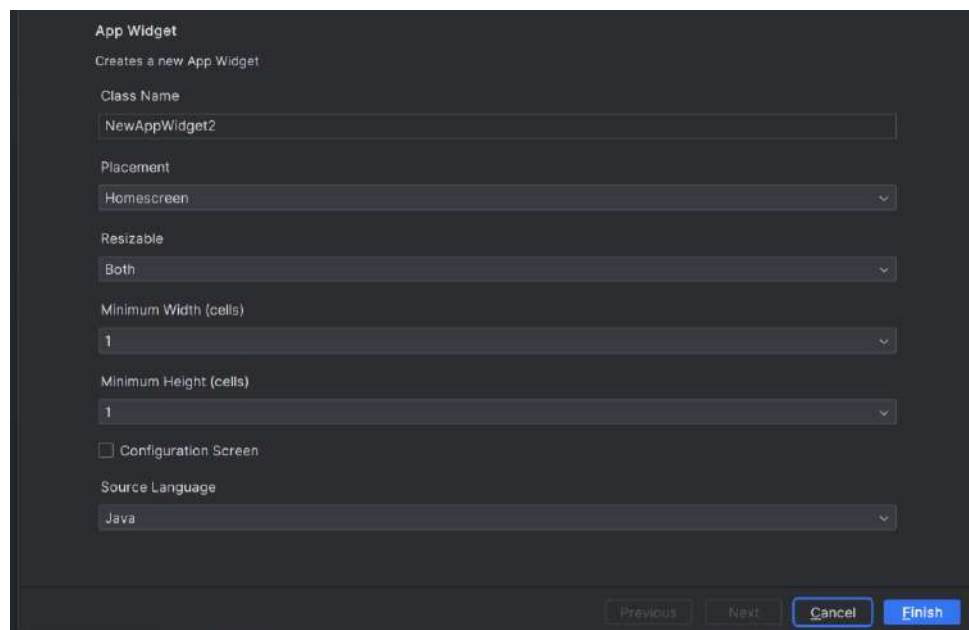 App Widget
Creates a new App Widget
Class Name
NewAppWidget2
Placement
Homescreen
Resizable
Both
Minimum Width (cells)
1
Minimum Height (cells)
1
Configuration Screen
Source Language
Java
Previous Next Cancel Finish